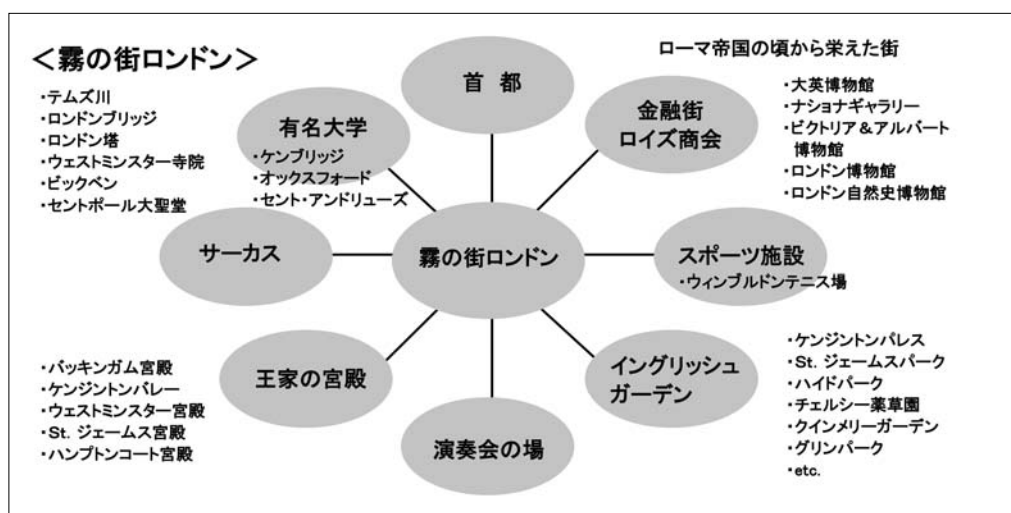 <霧の街ロンドン>
・テムズ川
・ロンドンブリッジ
・ロンドン塔
・ウェストミンスター寺院
・ビックベン
・セントポール大聖堂
首 都
有名大学
・ケンブリッジ
・オックスフォード
・セント・アンドリューズ
ローマ帝国の頃から栄えた街
金融街
ロイズ商会
・大英博物館
・ナショナギャラリー
・ビクトリア&アルバート
博物館
・ロンドン博物館
・ロンドン自然史博物館
サーカス
霧の街ロンドン
スポーツ施設
・ウィンブルドンテニス場
・バッキンガム宮殿
・ケンジントンパレー
・ウェストミンスター宮殿
・St. ジェームス宮殿
・ハンプトンコート宮殿
王家の宮殿
演奏会の場
イングリッシュ
ガーデン
・ケンジントンパレス
・St. ジェームスパーク
・ハイドパーク
・チェルシー薬草園
・クインメリーガーデン
・グリンパーク
・etc.